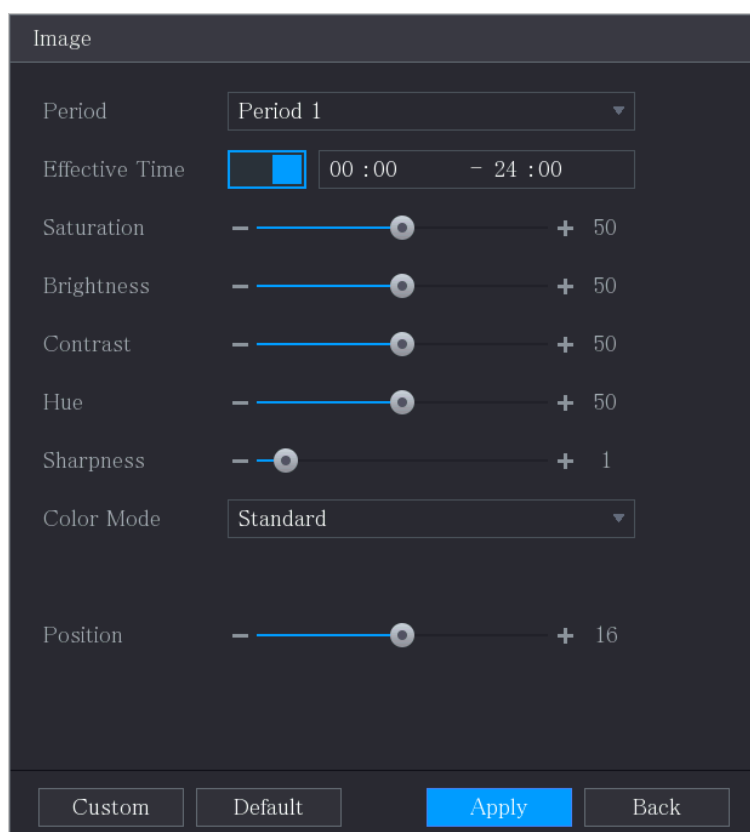 Image
Period Period 1
Effective Time 00 :00 - 24 :00
Saturation 50
Brightness 50
Contrast 50
Hue 50
Sharpness 1
Color Mode Standard
Position 16
Custom Default Apply Back